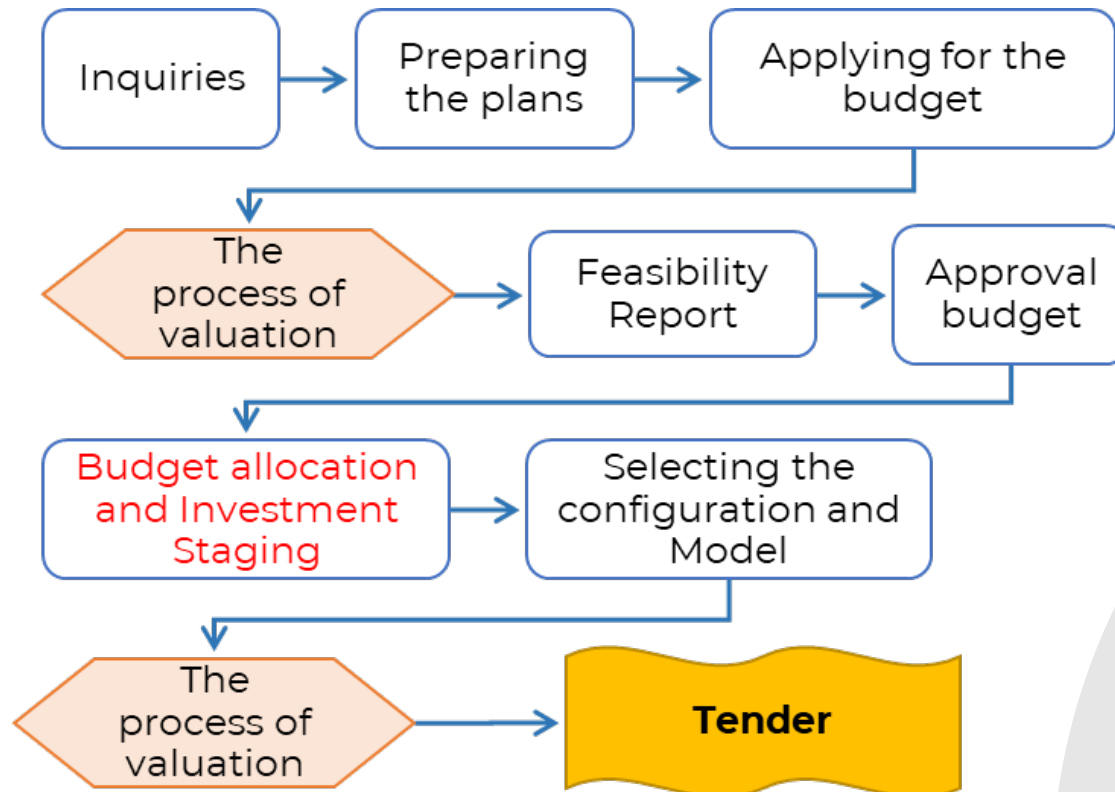 Inquiries
Preparing
the plans
Applying for the
budget
The
process of
valuation
Feasibility
Report
Approval
budget
Budget allocation
and Investment
Staging
Selecting the
configuration and
Model
The
process of
valuation
Tender